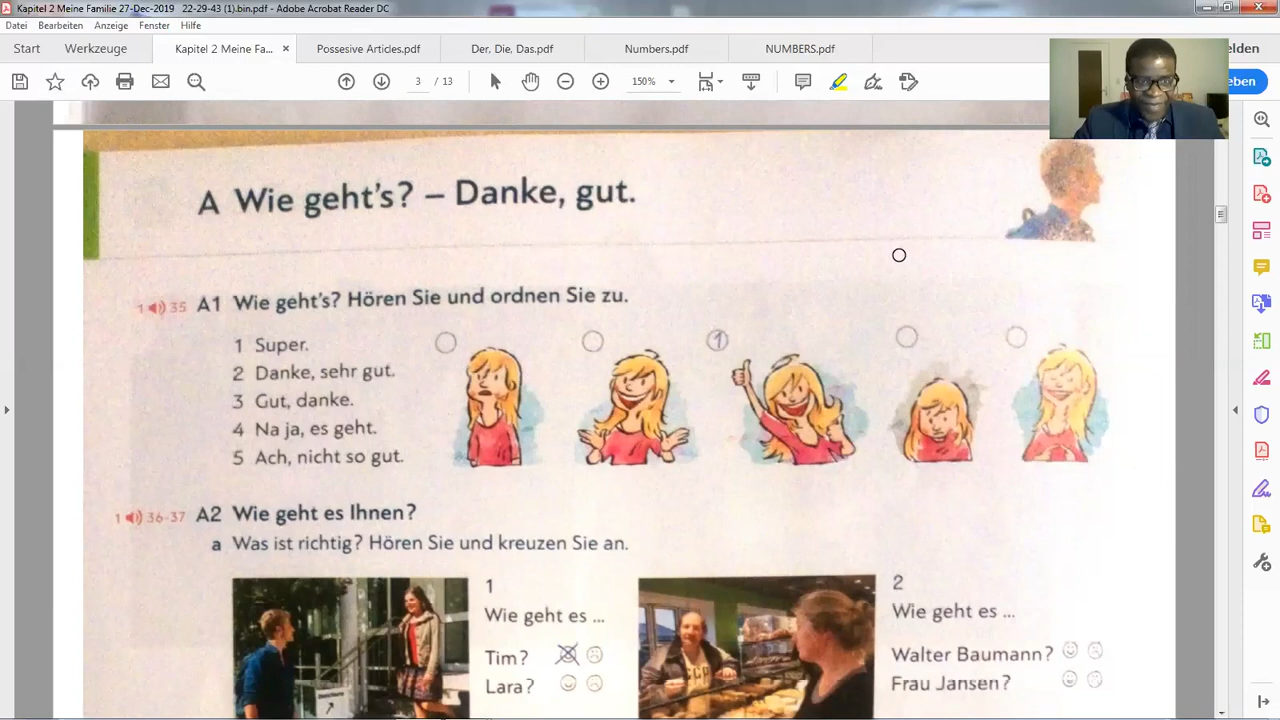 Kapitel 2 Meine Familie 27-Dec-2019 22-29-43 (1).bin.pdf - Adobe Acrobat Reader DC
Datei Bearbeiten Anzeige Fenster Hilfe
Start Werkzeuge Kapitel 2 Meine Fa... × Possesive Articles.pdf Der. Die. Das.pdf Numbers.pdf NUMBERS.pdf elden
3 / 13 150% eben
A Wie geht's? – Danke, gut.
1 35 A1 Wie geht's? Hören Sie und ordnen Sie zu.
1 Super.
2 Danke, sehr gut.
3 Gut, danke.
4 Na ja, es geht.
5 Ach, nicht so gut.
1
1 36-37 A2 Wie geht es Ihnen?
a Was ist richtig? Hören Sie und kreuzen Sie an.
1
Wie geht es ...
Tim?
Lara?
2
Wie geht es ...
Walter Baumann?
Frau Jansen?